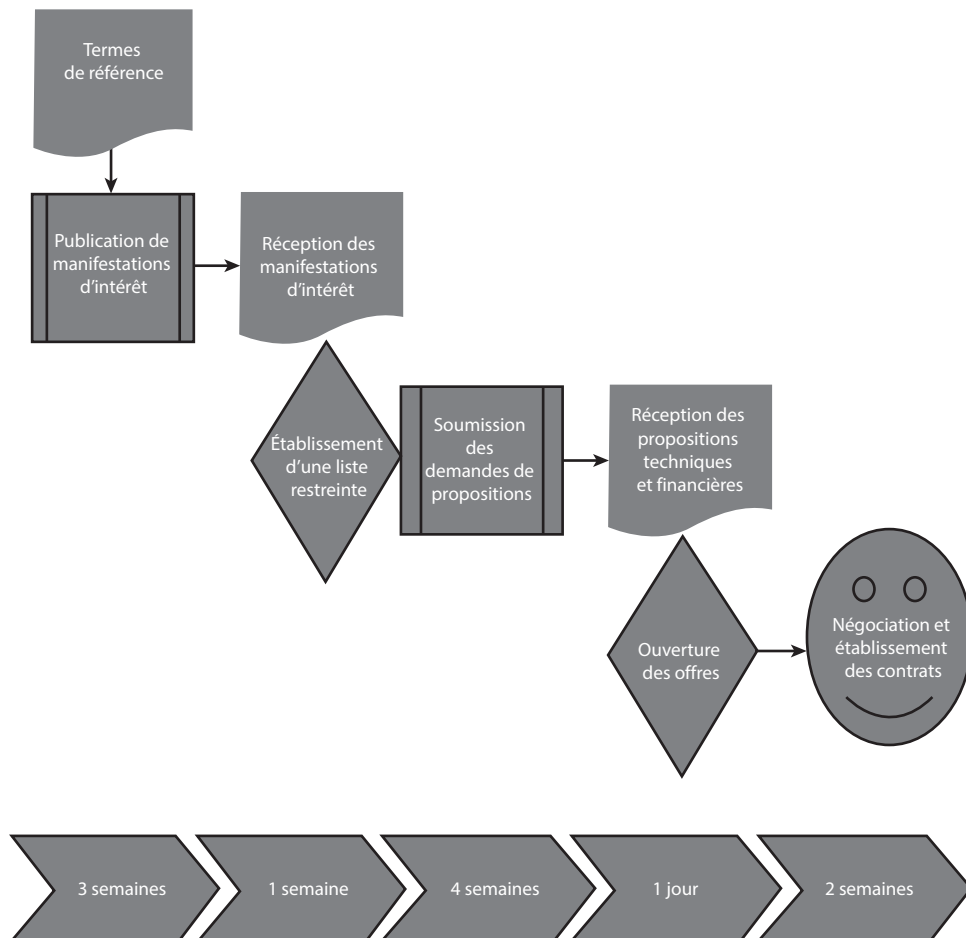 Termes
de référence
Publication de
manifestations
d'intérêt
Réception des
manifestations
d'intérêt
Établissement
d'une liste
restreinte
Soumission
des
demandes de
propositions
Réception des
propositions
techniques
et financières
Ouverture
des offres
Négociation et
établissement
des contrats
3 semaines
1 semaine
4 semaines
1 jour
2 semaines